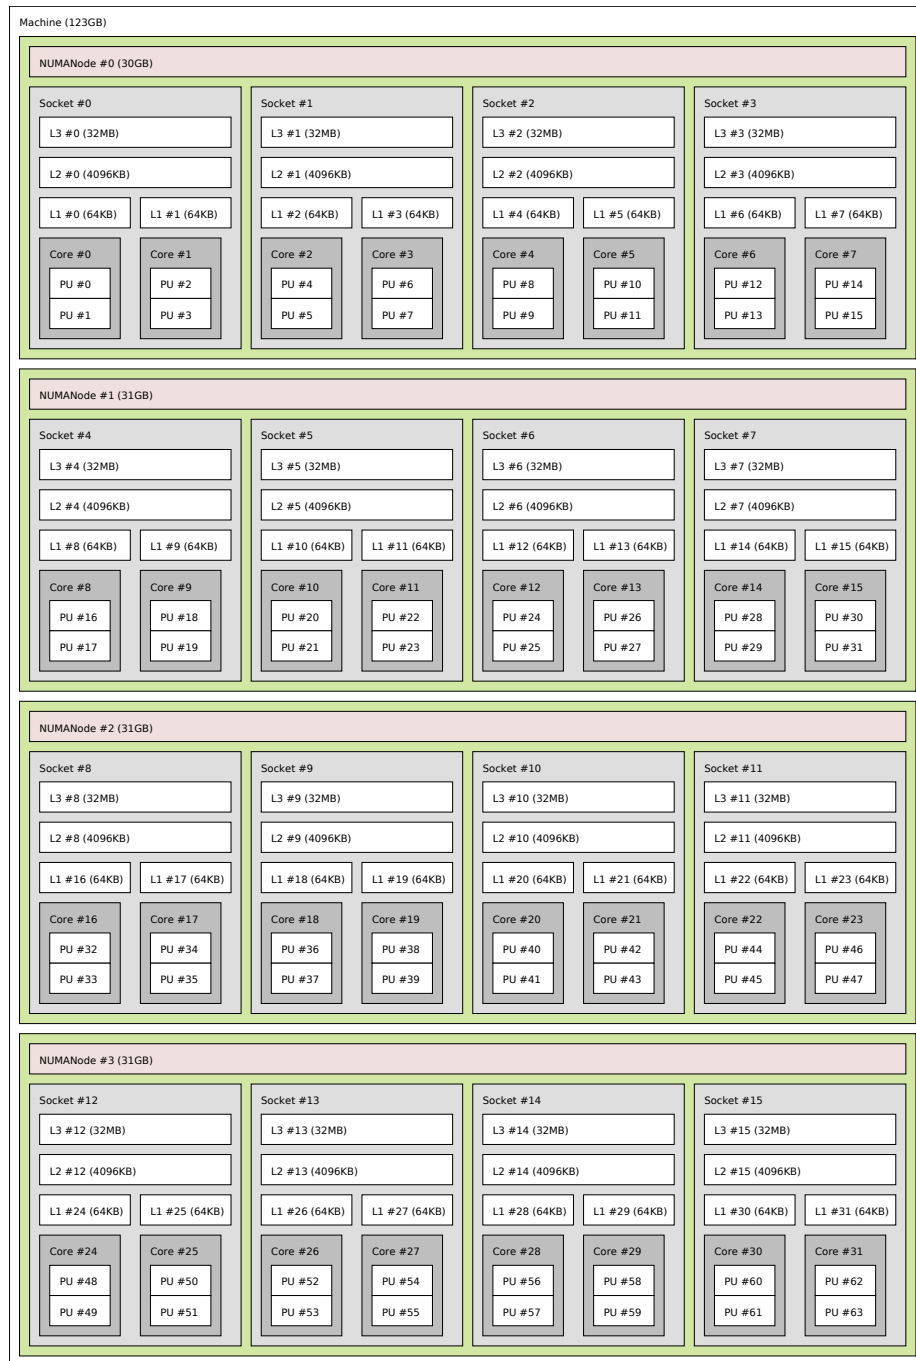 Machine (123GB)
NUMANode #0 (30GB)
Socket #0 Socket #1 Socket #2 Socket #3
L3 #0 (32MB) L3 #1 (32MB) L3 #2 (32MB) L3 #3 (32MB)
L2 #0 (4096KB) L2 #1 (4096KB) L2 #2 (4096KB) L2 #3 (4096KB)
L1 #0 (64KB) L1 #1 (64KB) L1 #2 (64KB) L1 #3 (64KB) L1 #4 (64KB) L1 #5 (64KB) L1 #6 (64KB) L1 #7 (64KB)
Core #0 Core #1 Core #2 Core #3 Core #4 Core #5 Core #6 Core #7
PU #0 PU #2 PU #4 PU #6 PU #8 PU #10 PU #12 PU #14
PU #1 PU #3 PU #5 PU #7 PU #9 PU #11 PU #13 PU #15
NUMANode #1 (31GB)
Socket #4 Socket #5 Socket #6 Socket #7
L3 #4 (32MB) L3 #5 (32MB) L3 #6 (32MB) L3 #7 (32MB)
L2 #4 (4096KB) L2 #5 (4096KB) L2 #6 (4096KB) L2 #7 (4096KB)
L1 #8 (64KB) L1 #9 (64KB) L1 #10 (64KB) L1 #11 (64KB) L1 #12 (64KB) L1 #13 (64KB) L1 #14 (64KB) L1 #15 (64KB)
Core #8 Core #9 Core #10 Core #11 Core #12 Core #13 Core #14 Core #15
PU #16 PU #18 PU #20 PU #22 PU #24 PU #26 PU #28 PU #30
PU #17 PU #19 PU #21 PU #23 PU #25 PU #27 PU #29 PU #31
NUMANode #2 (31GB)
Socket #8 Socket #9 Socket #10 Socket #11
L3 #8 (32MB) L3 #9 (32MB) L3 #10 (32MB) L3 #11 (32MB)
L2 #8 (4096KB) L2 #9 (4096KB) L2 #10 (4096KB) L2 #11 (4096KB)
L1 #16 (64KB) L1 #17 (64KB) L1 #18 (64KB) L1 #19 (64KB) L1 #20 (64KB) L1 #21 (64KB) L1 #22 (64KB) L1 #23 (64KB)
Core #16 Core #17 Core #18 Core #19 Core #20 Core #21 Core #22 Core #23
PU #32 PU #34 PU #36 PU #38 PU #40 PU #42 PU #44 PU #46
PU #33 PU #35 PU #37 PU #39 PU #41 PU #43 PU #45 PU #47
NUMANode #3 (31GB)
Socket #12 Socket #13 Socket #14 Socket #15
L3 #12 (32MB) L3 #13 (32MB) L3 #14 (32MB) L3 #15 (32MB)
L2 #12 (4096KB) L2 #13 (4096KB) L2 #14 (4096KB) L2 #15 (4096KB)
L1 #24 (64KB) L1 #25 (64KB) L1 #26 (64KB) L1 #27 (64KB) L1 #28 (64KB) L1 #29 (64KB) L1 #30 (64KB) L1 #31 (64KB)
Core #24 Core #25 Core #26 Core #27 Core #28 Core #29 Core #30 Core #31
PU #48 PU #50 PU #52 PU #54 PU #56 PU #58 PU #60 PU #62
PU #49 PU #51 PU #53 PU #55 PU #57 PU #59 PU #61 PU #63